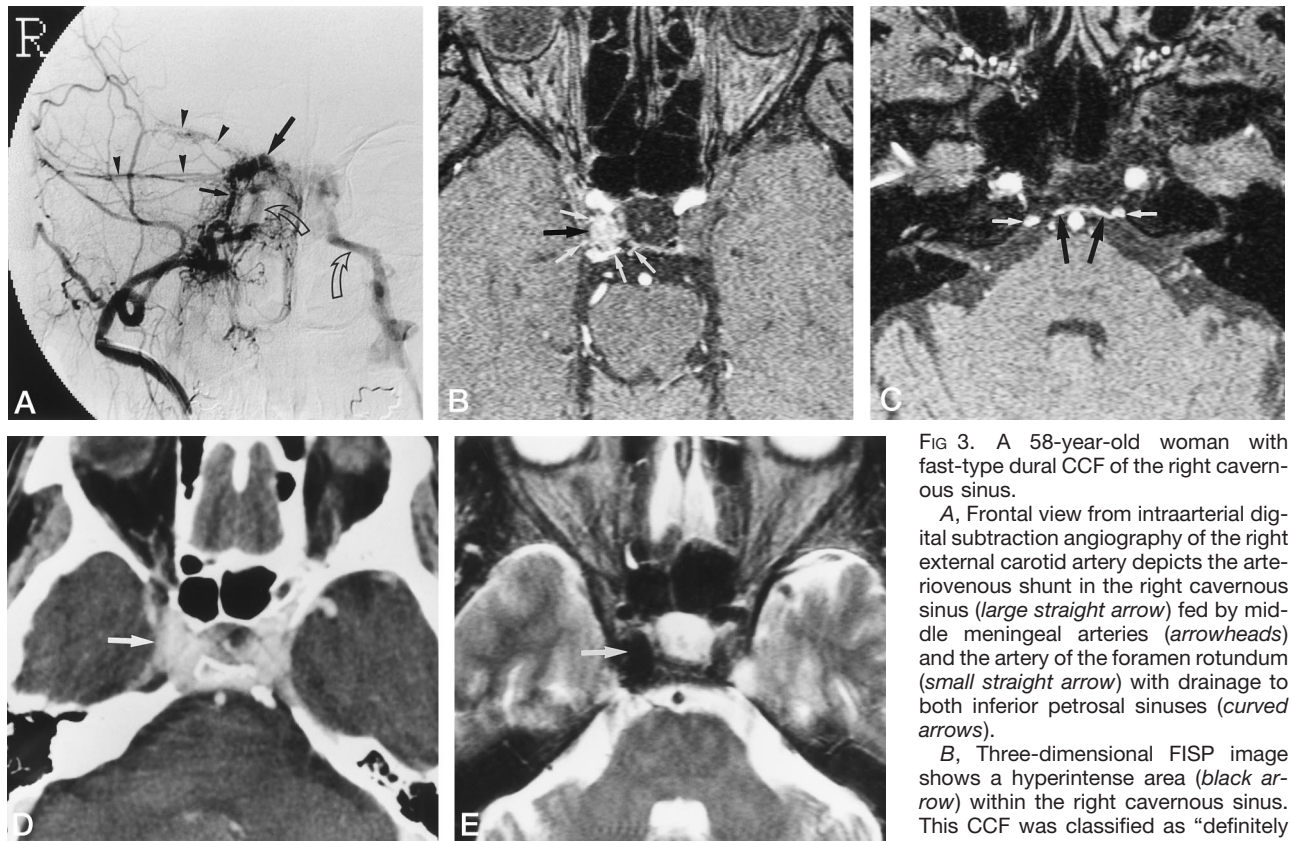 R
A
B
C
D
E
FIG 3. A 58-year-old woman with
fast-type dural CCF of the right cavern-
ous sinus.
A, Frontal view from intraarterial dig-
ital subtraction angiography of the right
external carotid artery depicts the arte-
riovenous shunt in the right cavernous
sinus (large straight arrow) fed by mid-
dle meningeal arteries (arrowheads)
and the artery of the foramen rotundum
(small straight arrow) with drainage to
both inferior petrosal sinuses (curved
arrows).
B, Three-dimensional FISP image
shows a hyperintense area (black ar-
row) within the right cavernous sinus.
This CCF was classified as “definitely